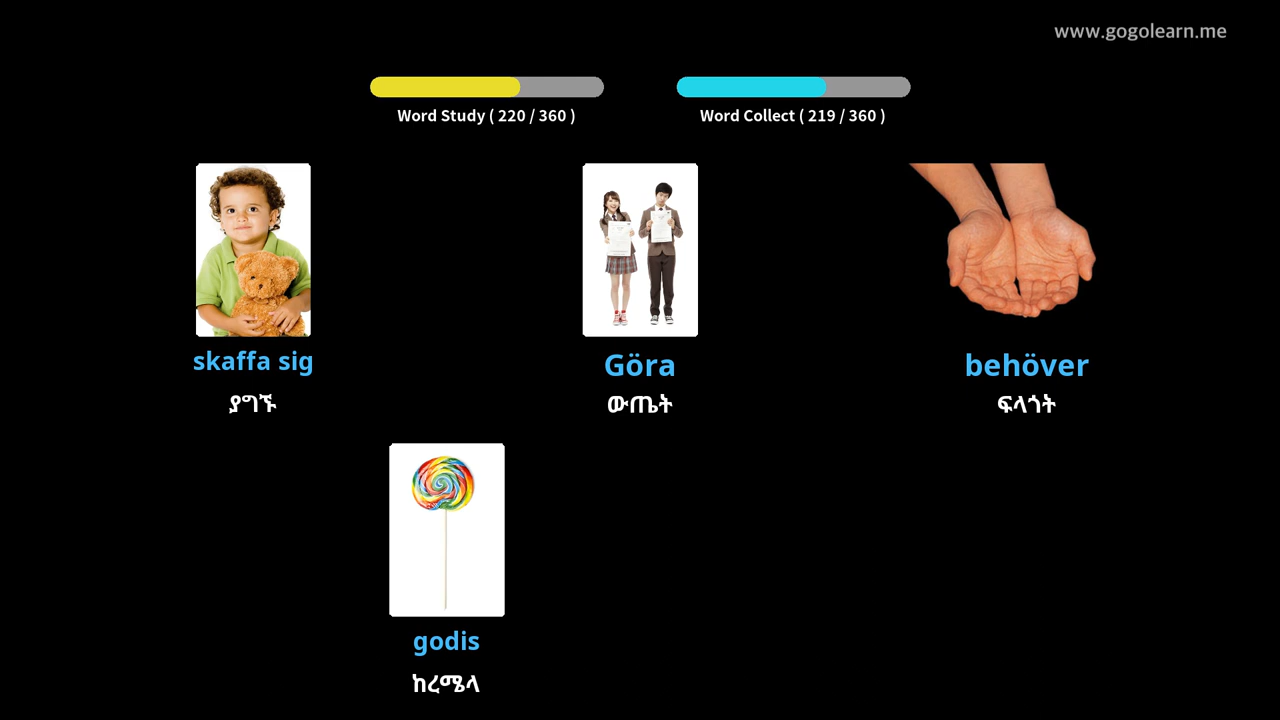 www.gogolearn.me
Word Study ( 220 / 360 )
Word Collect ( 219 / 360 )
skaffa sig
Göra
behöver
ያግኙ
ውጤት
ፍላጎት
godis
ከረሜላ